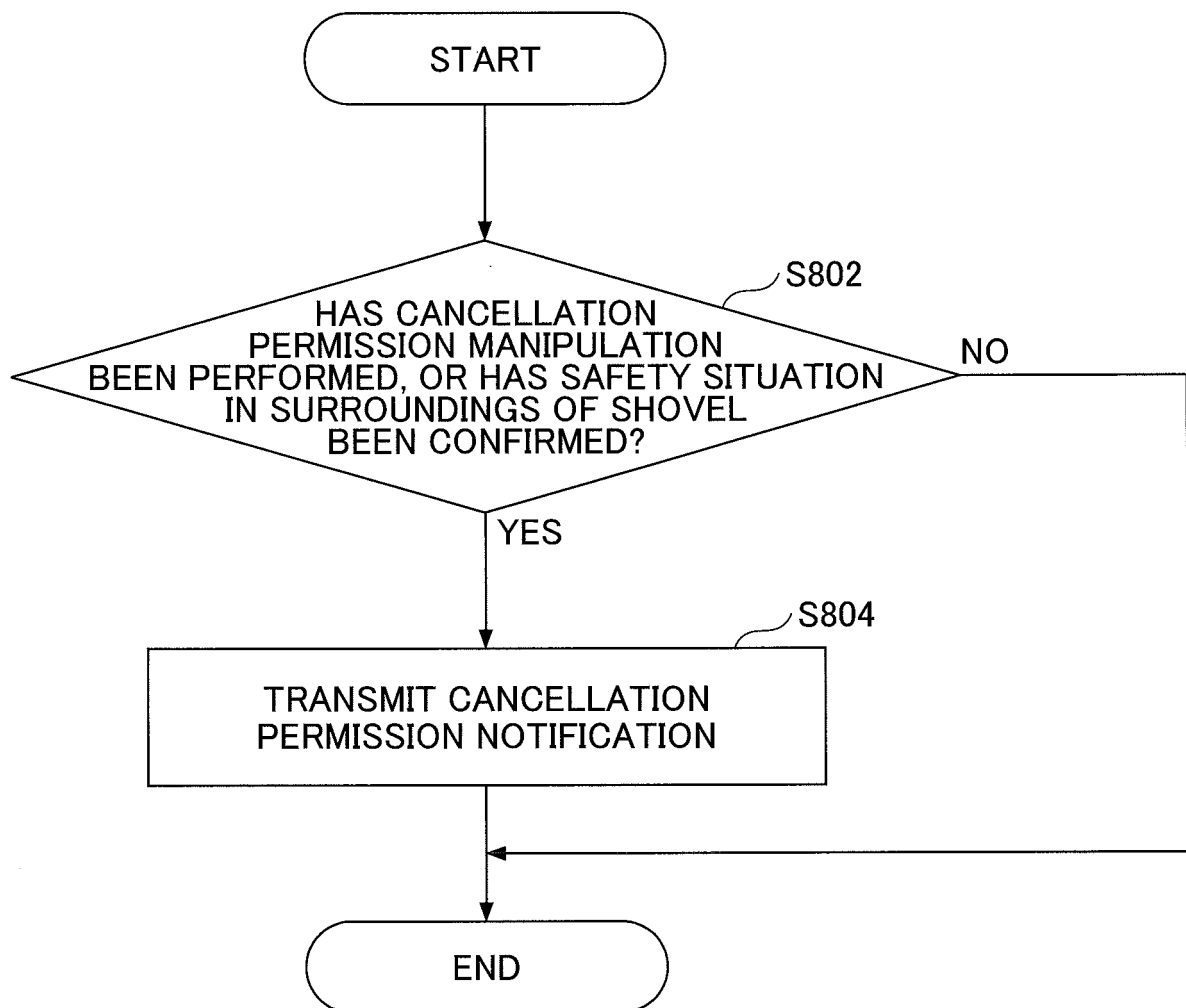 START
S802
HAS CANCELLATION
PERMISSION MANIPULATION
BEEN PERFORMED, OR HAS SAFETY SITUATION
IN SURROUNDINGS OF SHOVEL
BEEN CONFIRMED?
NO
YES
S804
TRANSMIT CANCELLATION
PERMISSION NOTIFICATION
END